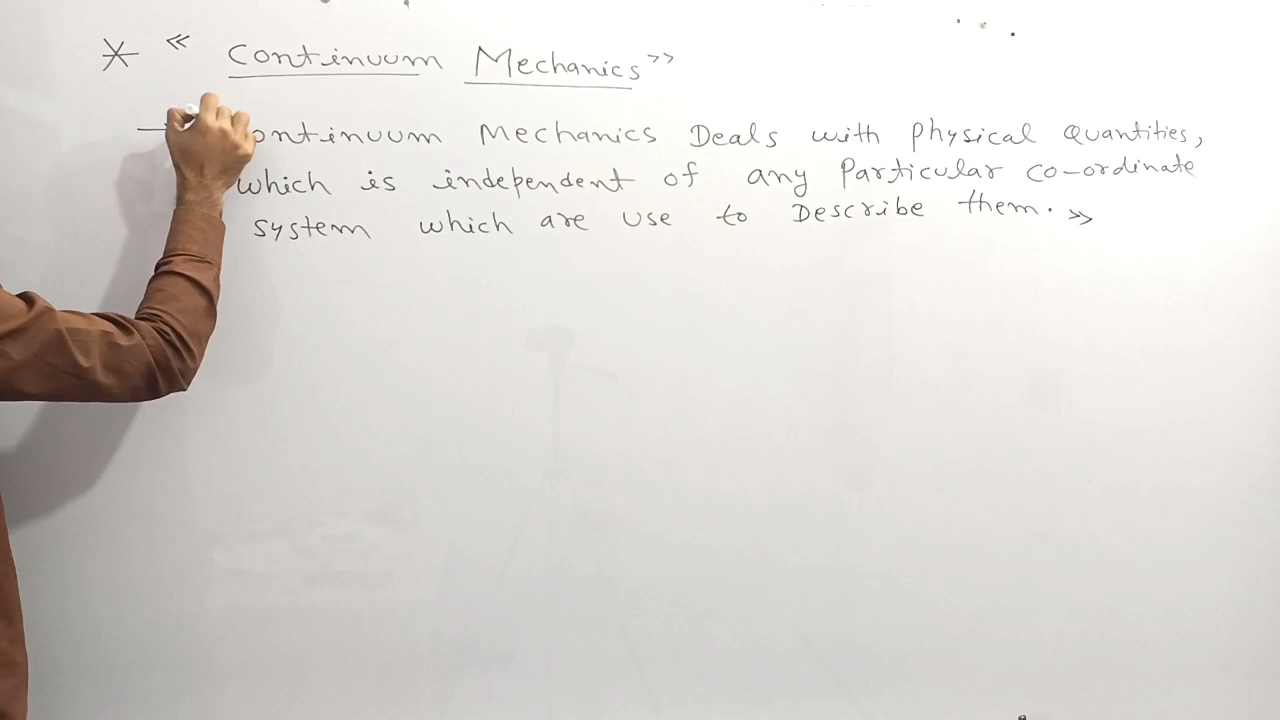 * « Continuum Mechanics >>
ontinuum Mechanics Deals with Physical Quantities,
which is independent of any Particular co-ordinate
system which are use to Describe them. »